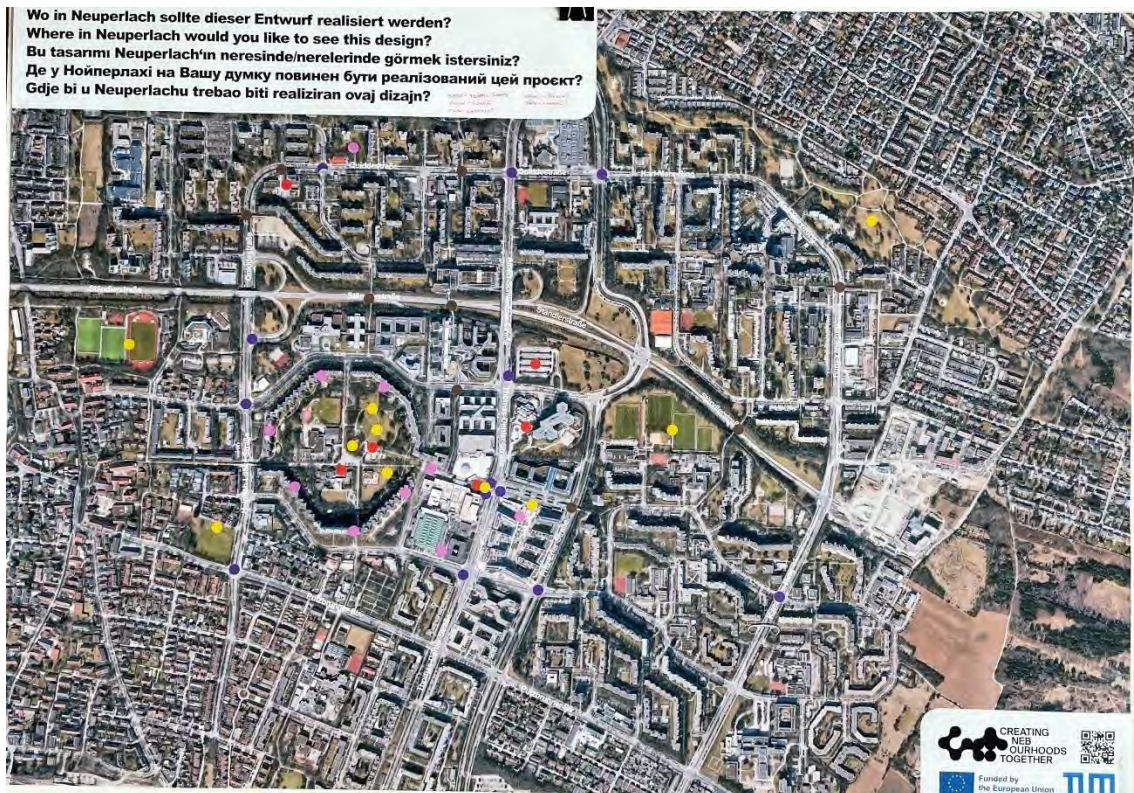 Wo in Neuperlach sollte dieser Entwurf realisiert werden?
Where in Neuperlach would you like to see this design?
Bu tasarımı Neuperlach‘ın neresinde/nerelerinde görmek istersiniz?
Де у Нойперлахі на Вашу думку повинен бути реалізований цей проєкт?
Gdje bi u Neuperlachu trebao biti realiziran ovaj dizajn?
Quiddestraße
Ständlerstraße
CREATING
NEB
OURHOODS
TOGETHER
Funded by
the European Union